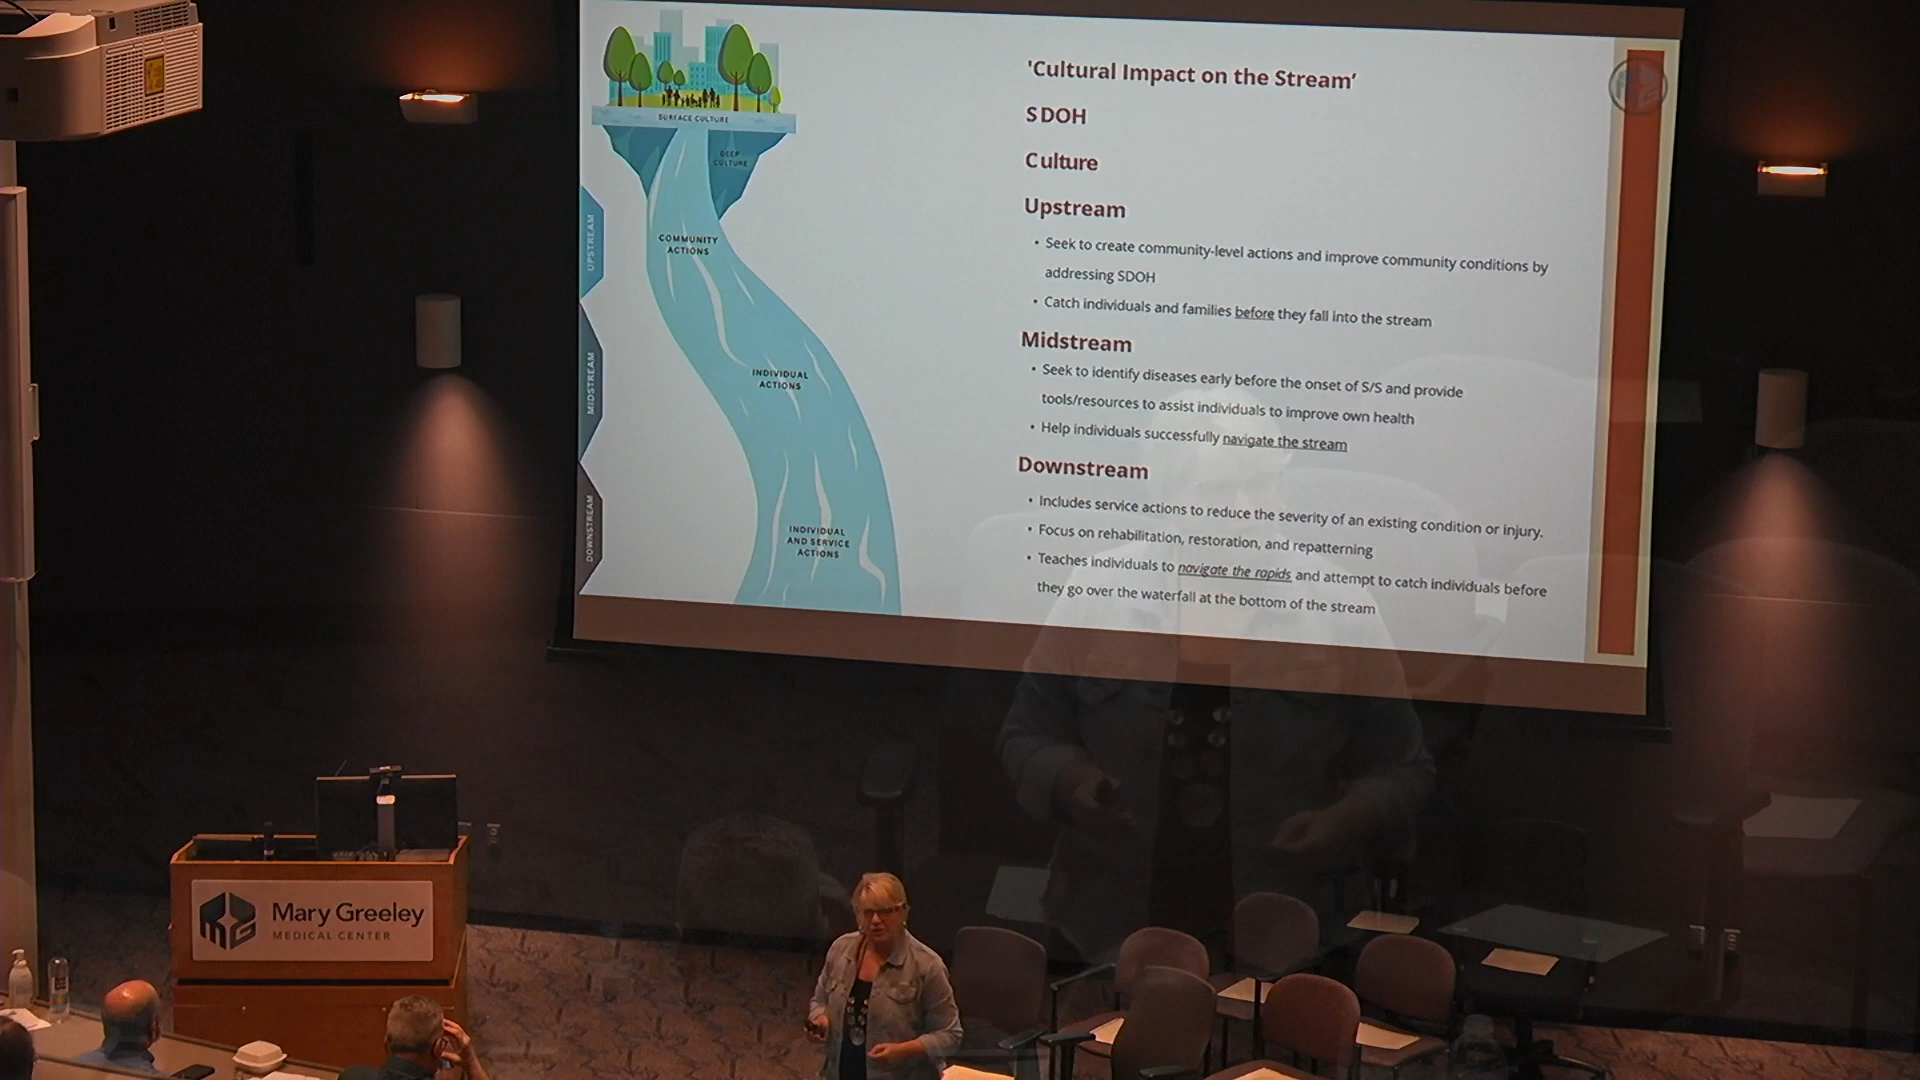 'Cultural Impact on the Stream’
SDOH
Culture
Upstream
• Seek to create community-level actions and improve community conditions by
addressing SDOH
• Catch individuals and families before they fall into the stream
Midstream
• Seek to identify diseases early before the onset of S/S and provide
tools/resources to assist individuals to improve own health
• Help individuals successfully navigate the stream
Downstream
• Includes service actions to reduce the severity of an existing condition or injury.
• Focus on rehabilitation, restoration, and repatterning
• Teaches individuals to navigate the rapids and attempt to catch individuals before
they go over the waterfall at the bottom of the stream
SURFACE CULTURE
DEEP
CULTURE
UPSTREAM
COMMUNITY
ACTIONS
MIDSTREAM
INDIVIDUAL
ACTIONS
DOWNSTREAM
INDIVIDUAL
AND SERVICE
ACTIONS
Mary Greeley
MEDICAL CENTER